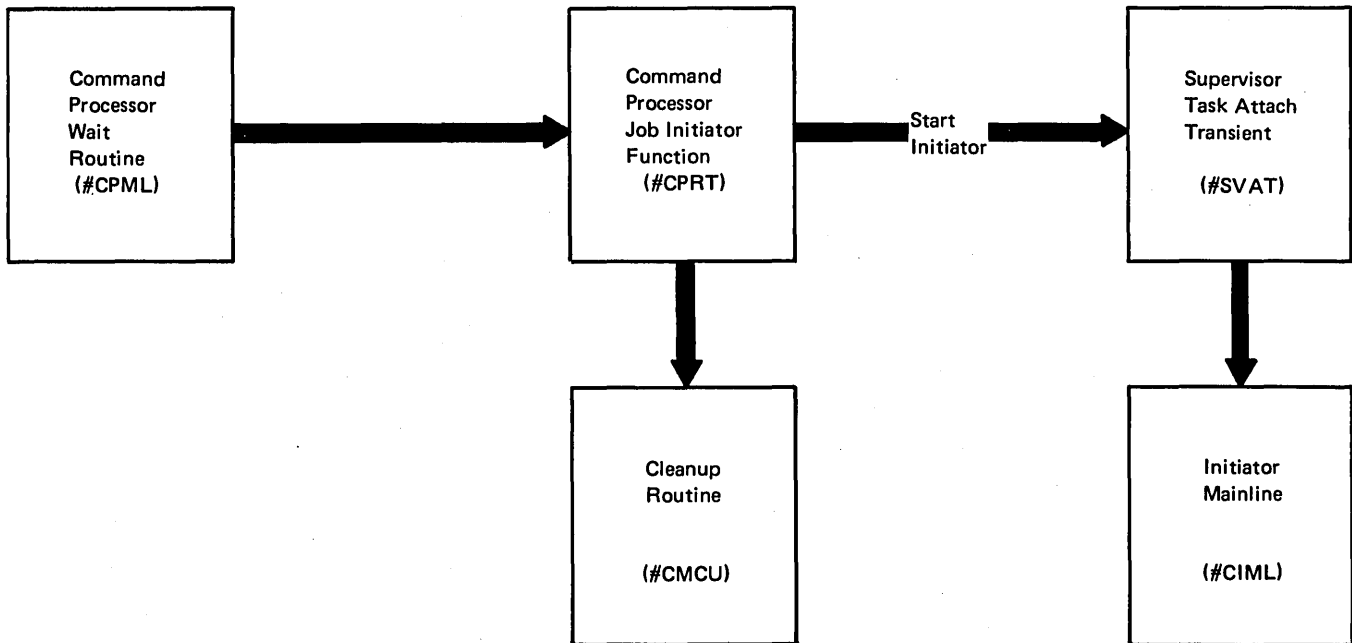 Command
Processor
Wait
Routine
(#CPML)
Command
Processor
Job Initiator
Function
(#CPRT)
Start
Initiator
Supervisor
Task Attach
Transient
(#SVAT)
Cleanup
Routine
(#CMCU)
Initiator
Mainline
(#CIML)